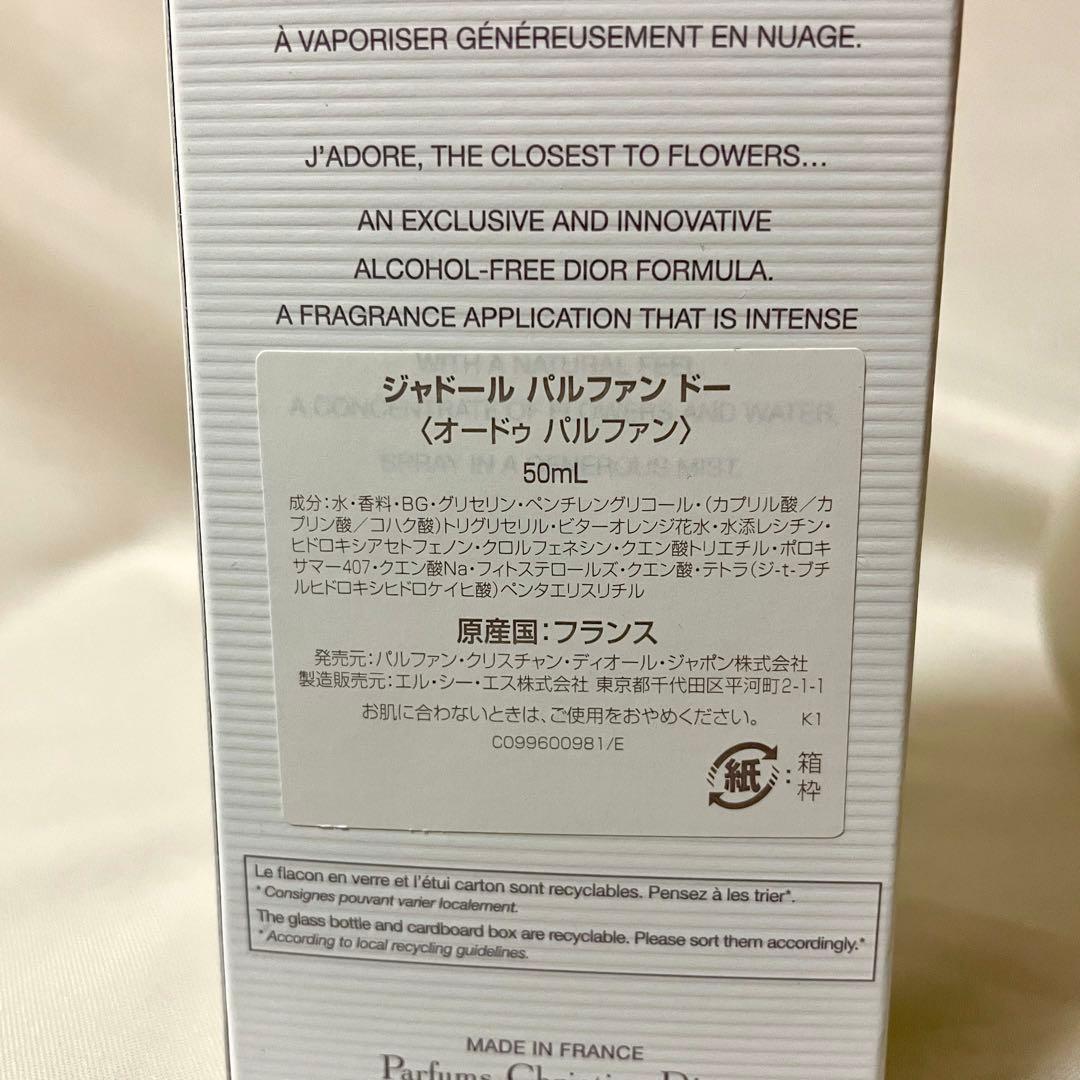 À VAPORISER GÉNÉREUSEMENT EN NUAGE.
J'ADORE, THE CLOSEST TO FLOWERS...
AN EXCLUSIVE AND INNOVATIVE
ALCOHOL-FREE DIOR FORMULA.
A FRAGRANCE APPLICATION THAT IS INTENSE
WITH A NATURAL FEEL.
A CONCENTRATE OF FLOWERS AND WATER,
SPRAY IN A GENEROUS MIST.
ジャドール パルファン ドー
〈オードゥ パルファン〉
50mL
成分:水・香料・BG・グリセリン・ペンチレングリコール・(カプリル酸/カ
プリン酸/コハク酸)トリグリセリル・ビターオレンジ花水・水添レシチン・
ヒドロキシアセトフェノン・クロルフェネシン・クエン酸トリエチル・ポロキ
サマー407・クエン酸Na・フィトステロールズ・クエン酸・テトラ(ジ-t-ブチ
ルヒドロキシヒドロケイヒ酸)ペンタエリスリチル
原産国:フランス
発売元:パルファン・クリスチャン・ディオール・ジャポン株式会社
製造販売元:エル・シー・エス株式会社 東京都千代田区平河町2-1-1
お肌に合わないときは、ご使用をおやめください。 K1
C099600981/E
紙:箱
枠
Le flacon en verre et l'étui carton sont recyclables. Pensez à les trier*.
* Consignes pouvant varier localement.
The glass bottle and cardboard box are recyclable. Please sort them accordingly.*
* According to local recycling guidelines.
MADE IN FRANCE
Parfums Christian Dior